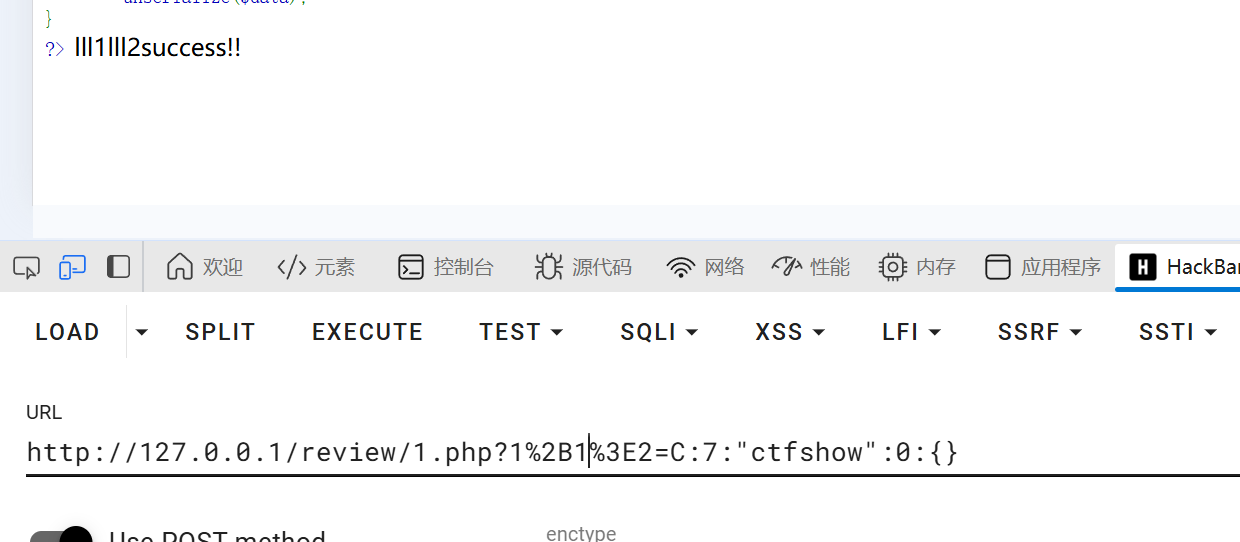 unserialize($data);
}
?> lll1lll2success!!
欢迎 </> 元素 控制台 源代码 网络 性能 内存 应用程序 H HackBar
LOAD SPLIT EXECUTE TEST SQLI XSS LFI SSRF SSTI
URL
http://127.0.0.1/review/1.php?1%2B1%3E2=C:7:"ctfshow":0:{}
Use POST method enctype